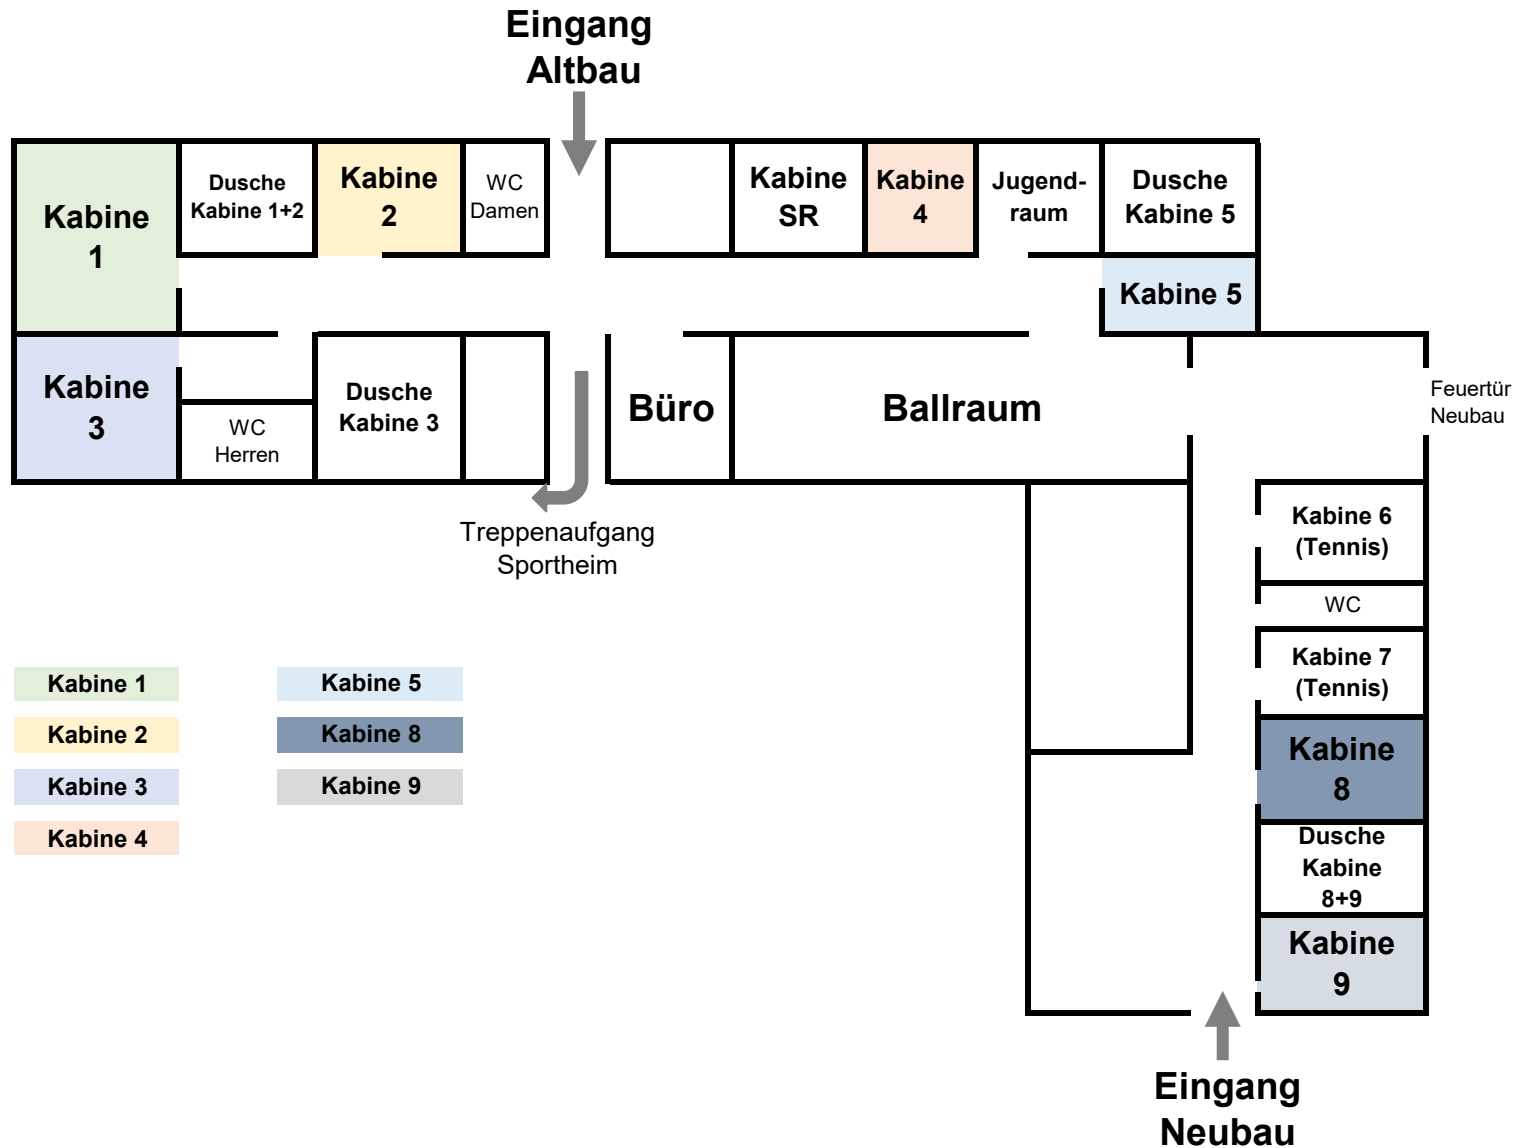 Eingang
Altbau
Kabine
1
Dusche
Kabine 1+2
Kabine
2
WC
Damen
Kabine
SR
Kabine
4
Jugend-
raum
Dusche
Kabine 5
Kabine 5
Kabine
3
WC
Herren
Dusche
Kabine 3
Büro
Ballraum
Feuertür
Neubau
Treppenaufgang
Sportheim
Kabine 6
(Tennis)
WC
Kabine 7
(Tennis)
Kabine
8
Dusche
Kabine
8+9
Kabine
9
Kabine 1
Kabine 2
Kabine 3
Kabine 4
Kabine 5
Kabine 8
Kabine 9
Eingang
Neubau